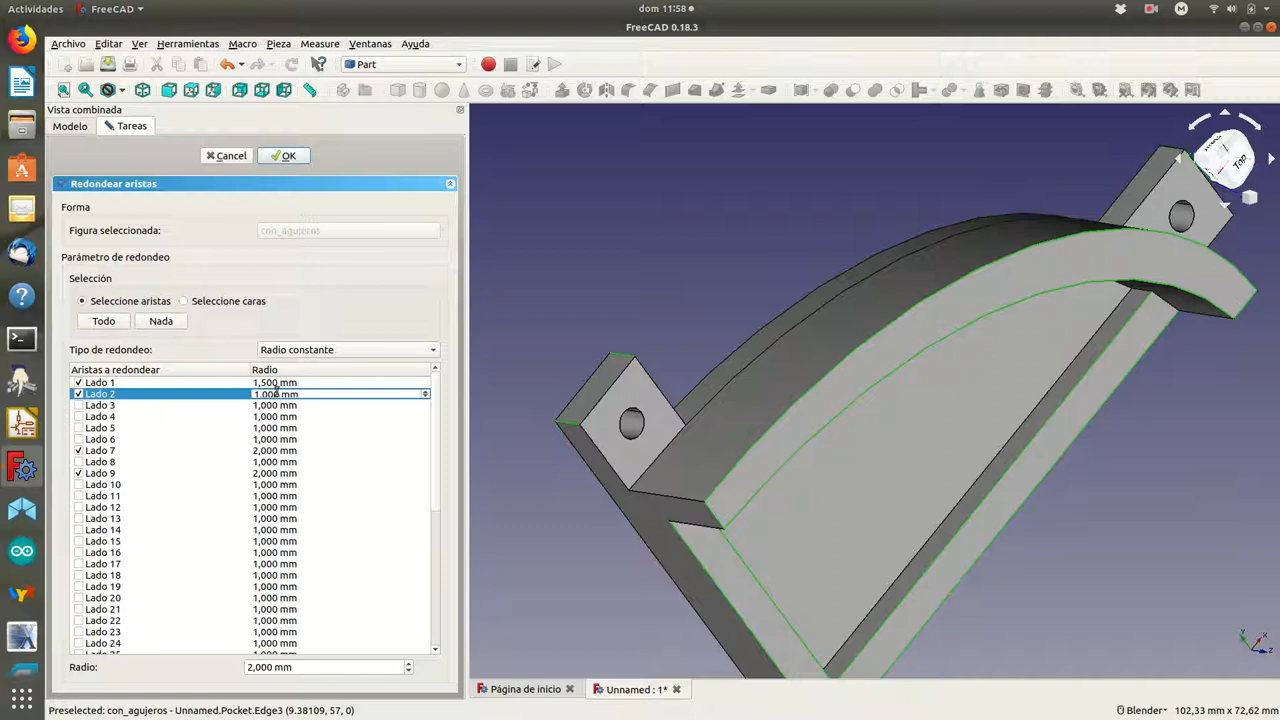 Actividades FreeCAD dom 11:58
FreeCAD 0.18.3
Archivo Editar Ver Herramientas Macro Pieza Measure Ventanas Ayuda
Part
Vista combinada
Modelo Tareas
Cancel OK
Redondear aristas
Forma
Figura seleccionada: con_agujeros
Parámetro de redondeo
Selección
Seleccione aristas Seleccione caras
Todo Nada
Tipo de redondeo: Radio constante
Aristas a redondear Radio
Lado 1 1,500 mm
Lado 2 1,000 mm
Lado 3 1,000 mm
Lado 4 1,000 mm
Lado 5 1,000 mm
Lado 6 1,000 mm
Lado 7 2,000 mm
Lado 8 1,000 mm
Lado 9 2,000 mm
Lado 10 1,000 mm
Lado 11 1,000 mm
Lado 12 1,000 mm
Lado 13 1,000 mm
Lado 14 1,000 mm
Lado 15 1,000 mm
Lado 16 1,000 mm
Lado 17 1,000 mm
Lado 18 1,000 mm
Lado 19 1,000 mm
Lado 20 1,000 mm
Lado 21 1,000 mm
Lado 22 1,000 mm
Lado 23 1,000 mm
Lado 24 1,000 mm
Radio: 2,000 mm
Top
Página de inicio Unnamed : 1*
Preselected: con_agujeros - Unnamed.Pocket.Edge3 (9.38109, 57, 0) Blender 102,33 mm x 72,62 mm